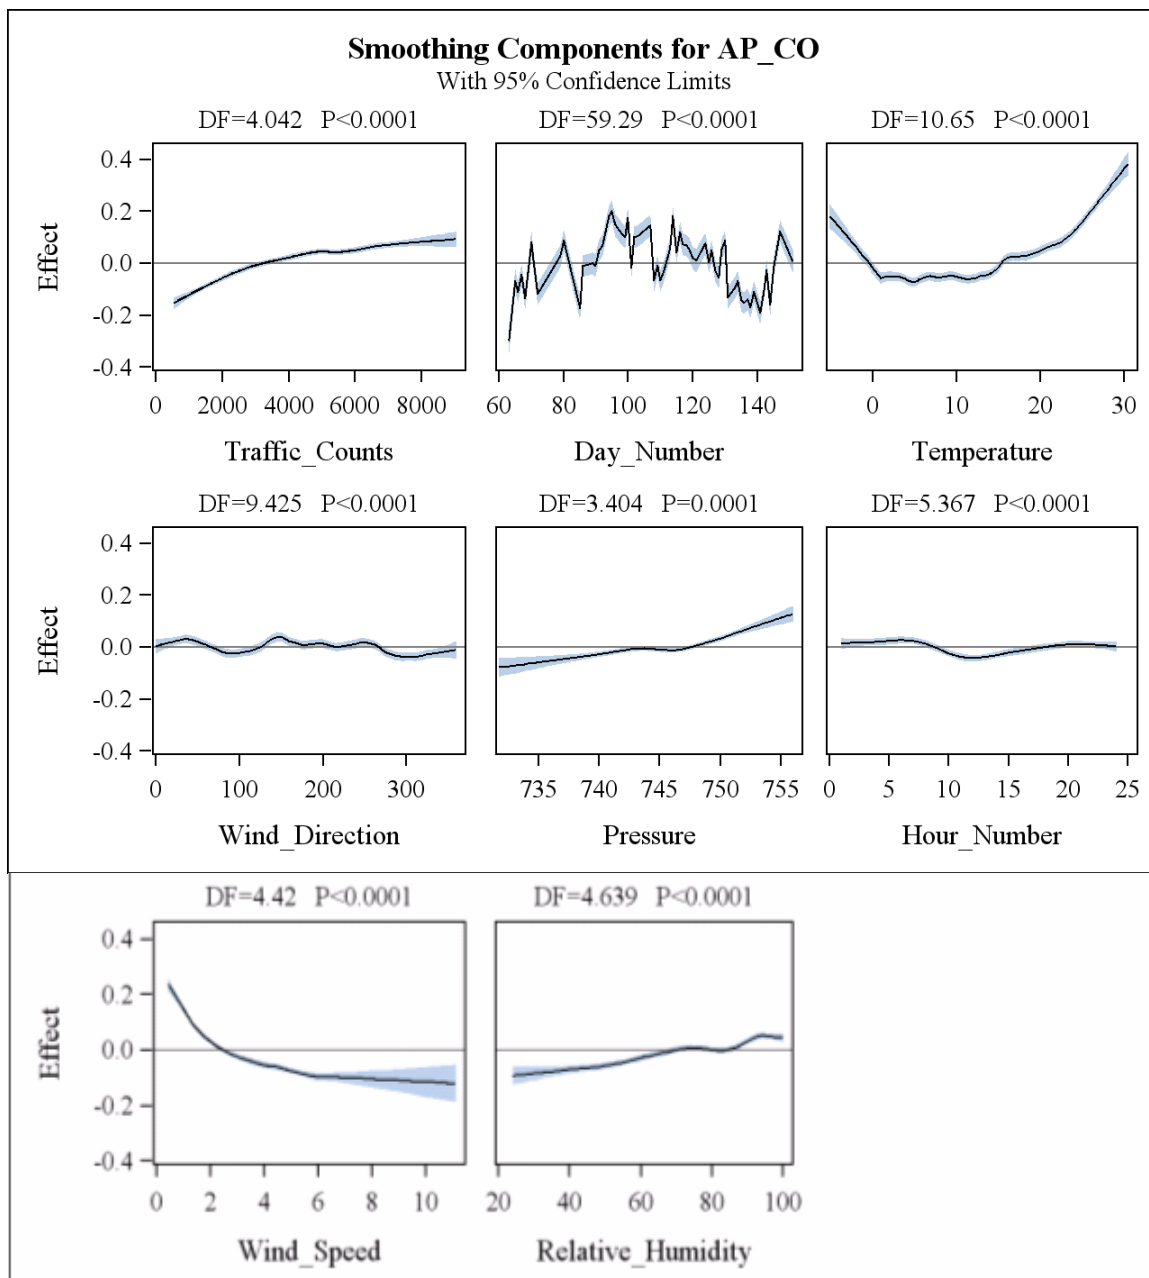 Smoothing Components for AP_CO
With 95% Confidence Limits
DF=4.042 P<0.0001
DF=59.29 P<0.0001
DF=10.65 P<0.0001
Effect
0.4
0.2
0.0
-0.2
-0.4
0 2000 4000 6000 8000
60 80 100 120 140
0 10 20 30
Traffic_Counts
Day_Number
Temperature
DF=9.425 P<0.0001
DF=3.404 P=0.0001
DF=5.367 P<0.0001
Effect
0.4
0.2
0.0
-0.2
-0.4
0 100 200 300
735 740 745 750 755
0 5 10 15 20 25
Wind_Direction
Pressure
Hour_Number
DF=4.42 P<0.0001
DF=4.639 P<0.0001
Effect
0.4
0.2
0.0
-0.2
-0.4
0 2 4 6 8 10
20 40 60 80 100
Wind_Speed
Relative_Humidity